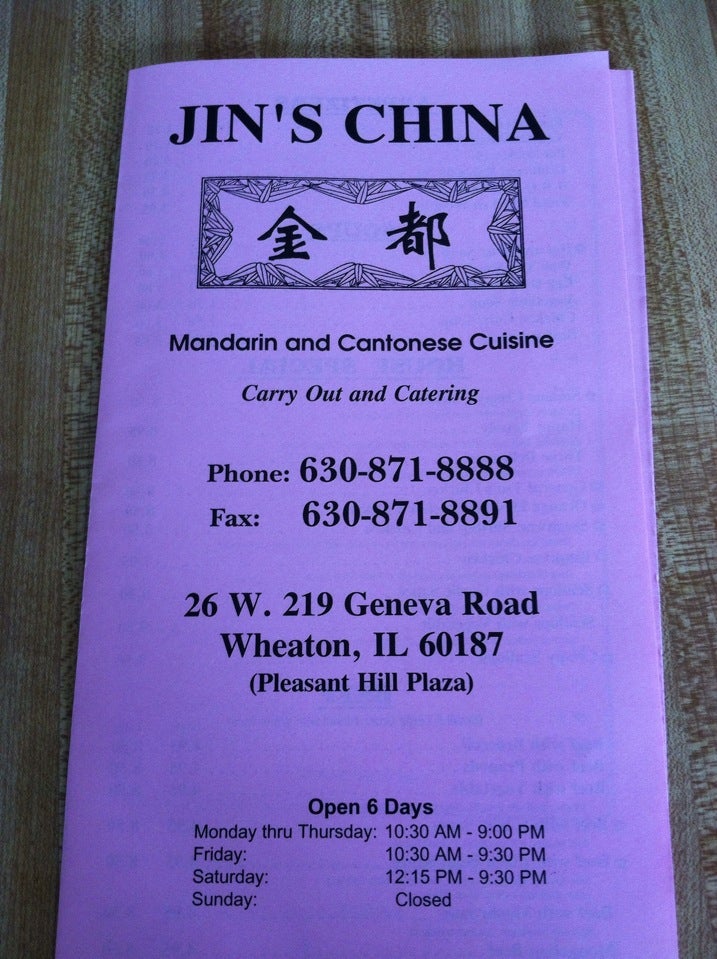 JIN'S CHINA
金都
Mandarin and Cantonese Cuisine
Carry Out and Catering
Phone: 630-871-8888
Fax: 630-871-8891
26 W. 219 Geneva Road
Wheaton, IL 60187
(Pleasant Hill Plaza)
Open 6 Days
Monday thru Thursday: 10:30 AM - 9:00 PM
Friday: 10:30 AM - 9:30 PM
Saturday: 12:15 PM - 9:30 PM
Sunday: Closed